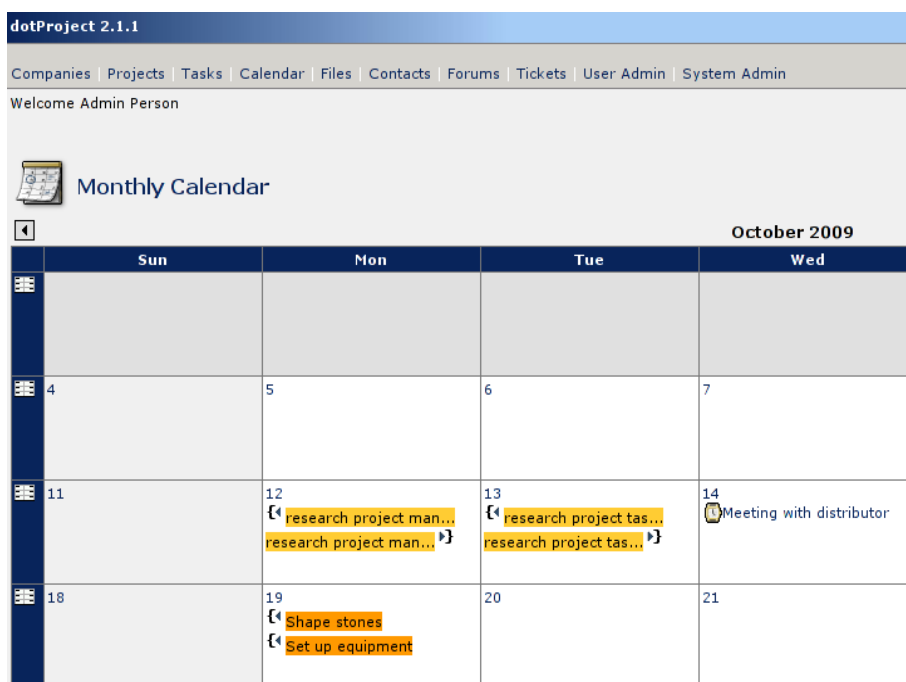 dotProject 2.1.1
Companies Projects Tasks Calendar Files Contacts Forums Tickets User Admin System Admin
Welcome Admin Person
Monthly Calendar
October 2009
Sun Mon Tue Wed
4 5 6 7
11 12 13 14
research project man... research project tas... Meeting with distributor
research project man... research project tas...
18 19 20 21
Shape stones
Set up equipment